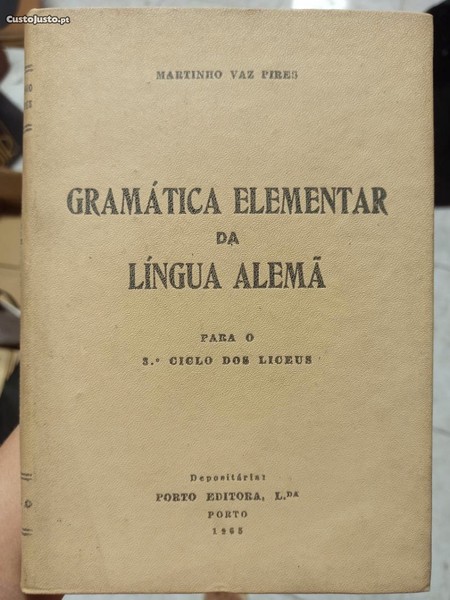 CustoJusto.pt
MARTINHO VAZ PIRES
GRAMÁTICA ELEMENTAR
DA
LÍNGUA ALEMÃ
PARA O
3.º CICLO DOS LICEUS
Depositária:
PORTO EDITORA, L.DA
PORTO
1965